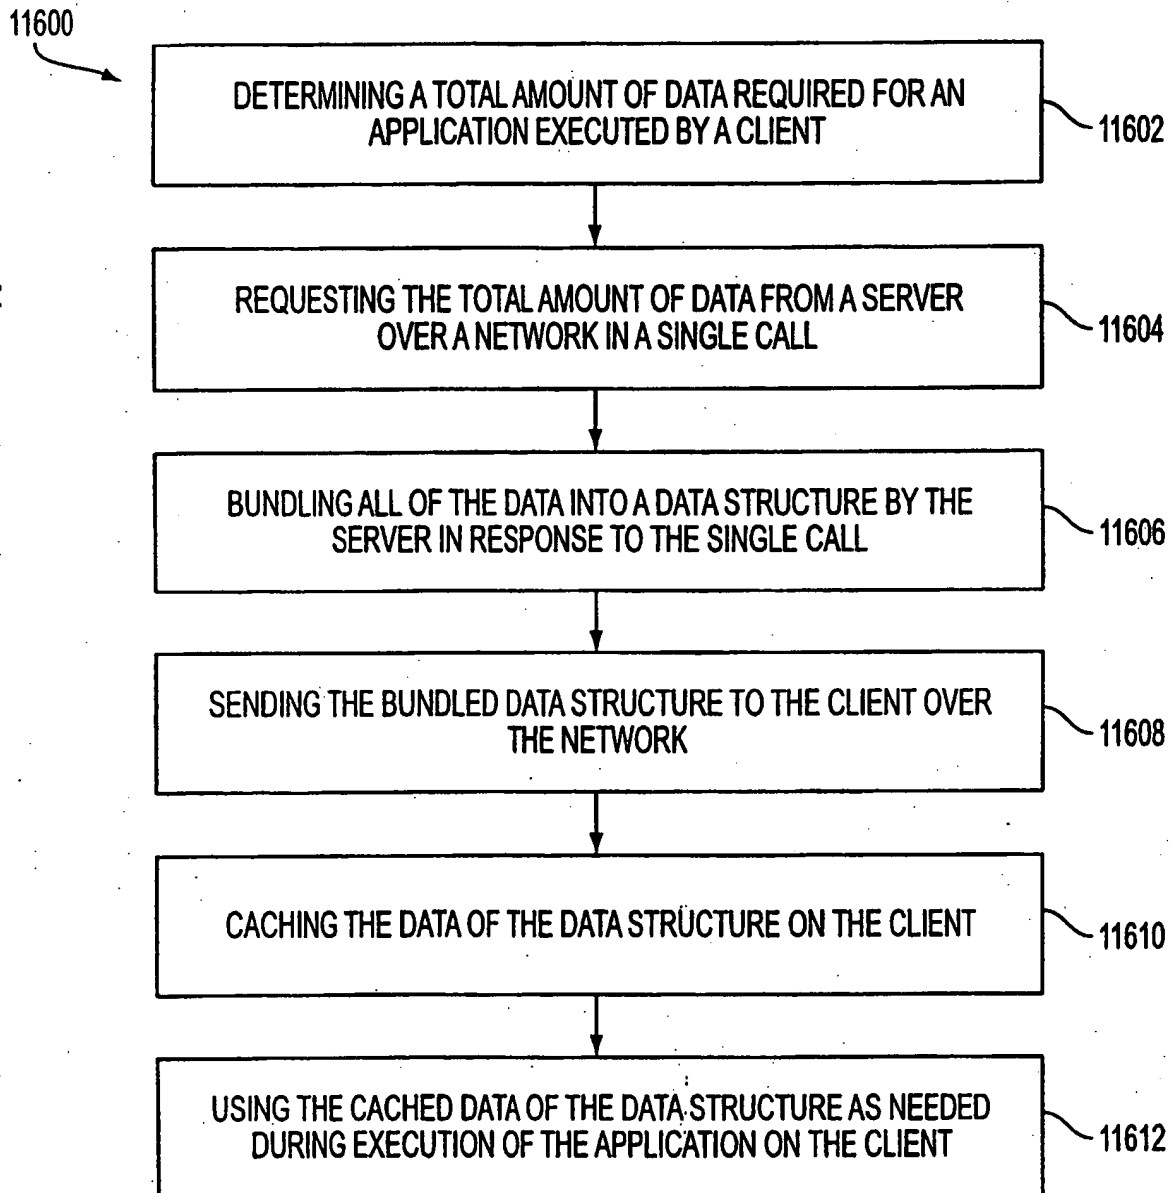 11600
DETERMINING A TOTAL AMOUNT OF DATA REQUIRED FOR AN
APPLICATION EXECUTED BY A CLIENT
11602
REQUESTING THE TOTAL AMOUNT OF DATA FROM A SERVER
OVER A NETWORK IN A SINGLE CALL
11604
BUNDLING ALL OF THE DATA INTO A DATA STRUCTURE BY THE
SERVER IN RESPONSE TO THE SINGLE CALL
11606
SENDING THE BUNDLED DATA STRUCTURE TO THE CLIENT OVER
THE NETWORK
11608
CACHING THE DATA OF THE DATA STRUCTURE ON THE CLIENT
11610
USING THE CACHED DATA OF THE DATA STRUCTURE AS NEEDED
DURING EXECUTION OF THE APPLICATION ON THE CLIENT
11612